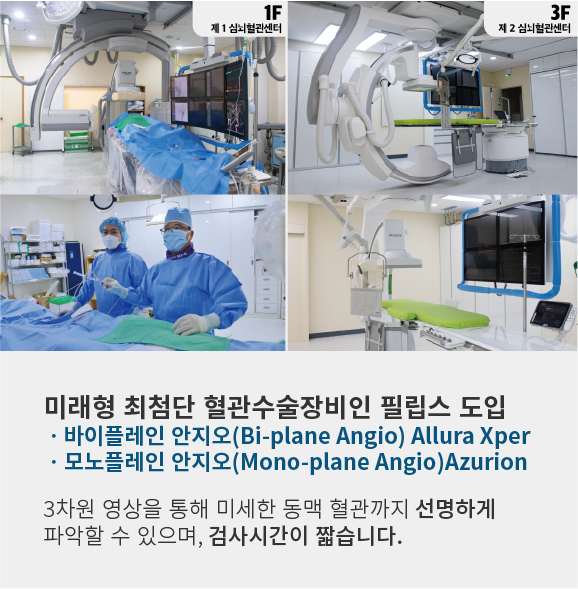 1F
제 1 심뇌혈관센터
3F
제 2 심뇌혈관센터
미래형 최첨단 혈관수술장비인 필립스 도입
· 바이플레인 안지오(Bi-plane Angio) Allura Xper
· 모노플레인 안지오(Mono-plane Angio)Azurion
3차원 영상을 통해 미세한 동맥 혈관까지 선명하게
파악할 수 있으며, 검사시간이 짧습니다.